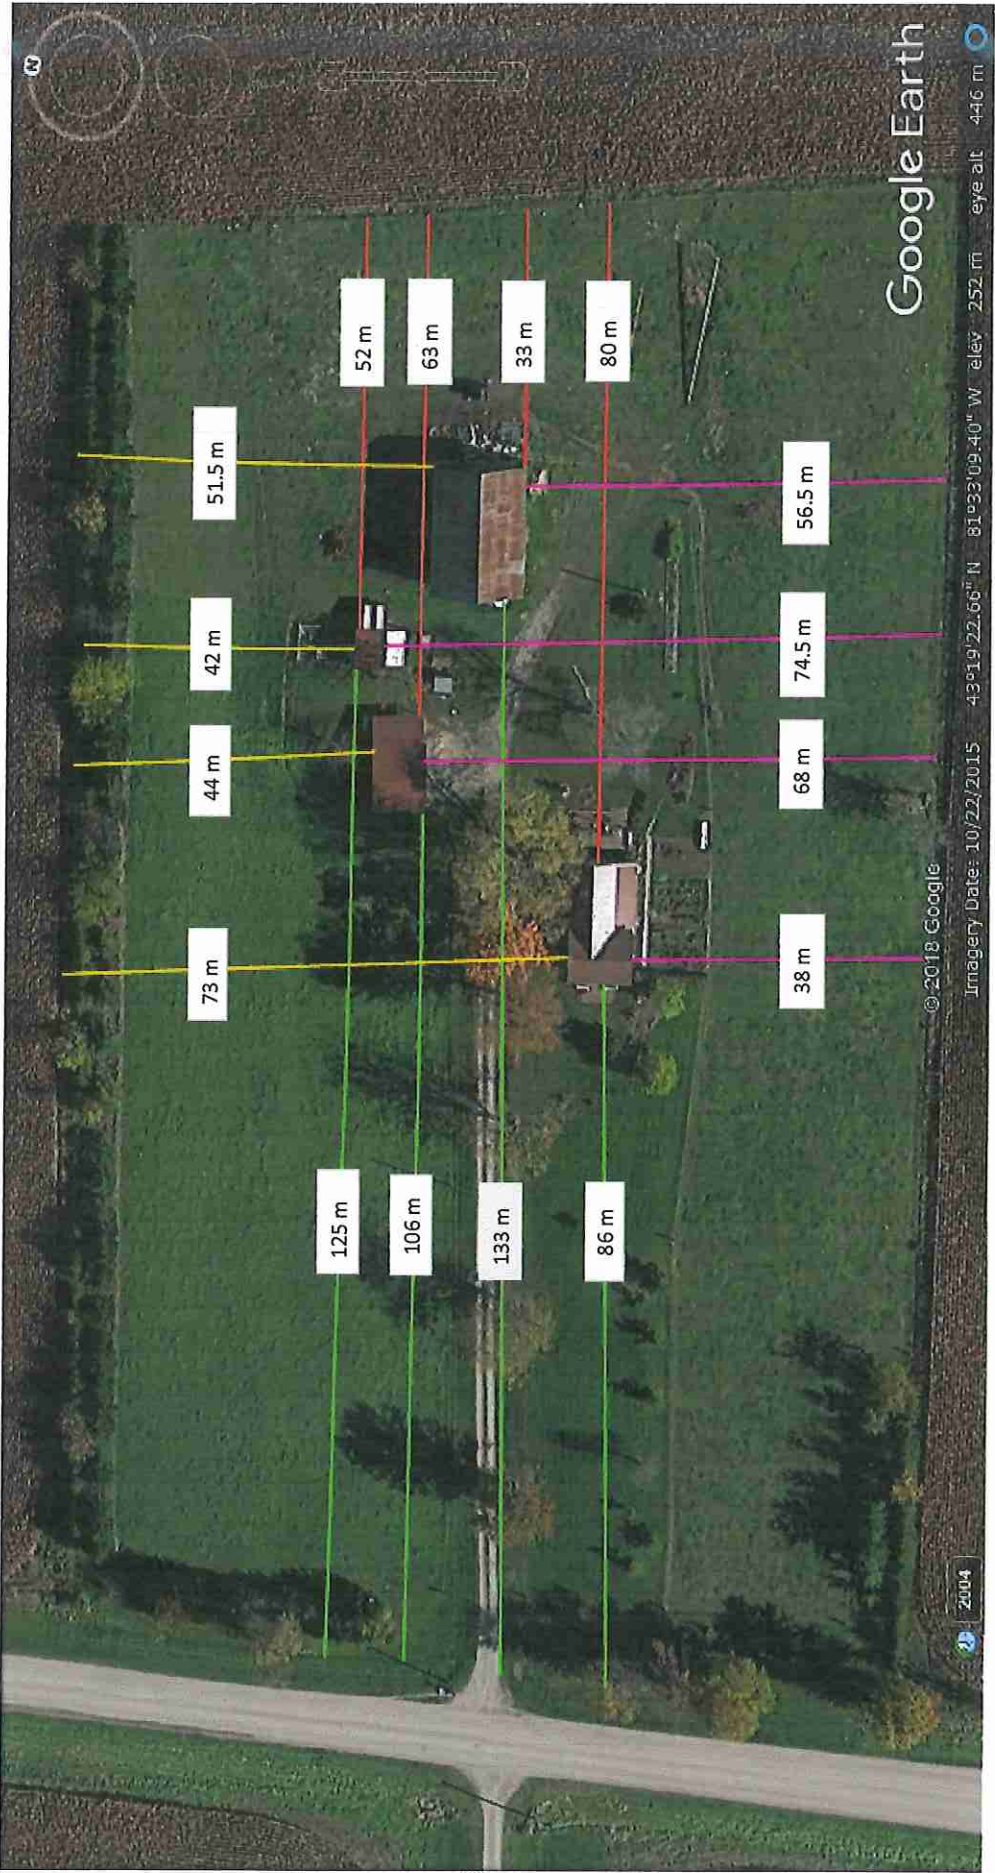 73 m
44 m
42 m
51.5 m
125 m
52 m
106 m
63 m
133 m
33 m
86 m
80 m
38 m
68 m
74.5 m
56.5 m
N
© 2018 Google
Google Earth
2004
Imagery Date: 10/22/2015 43°19'22.66" N 81°33'09.40" W elev 252 m eye alt 446 m